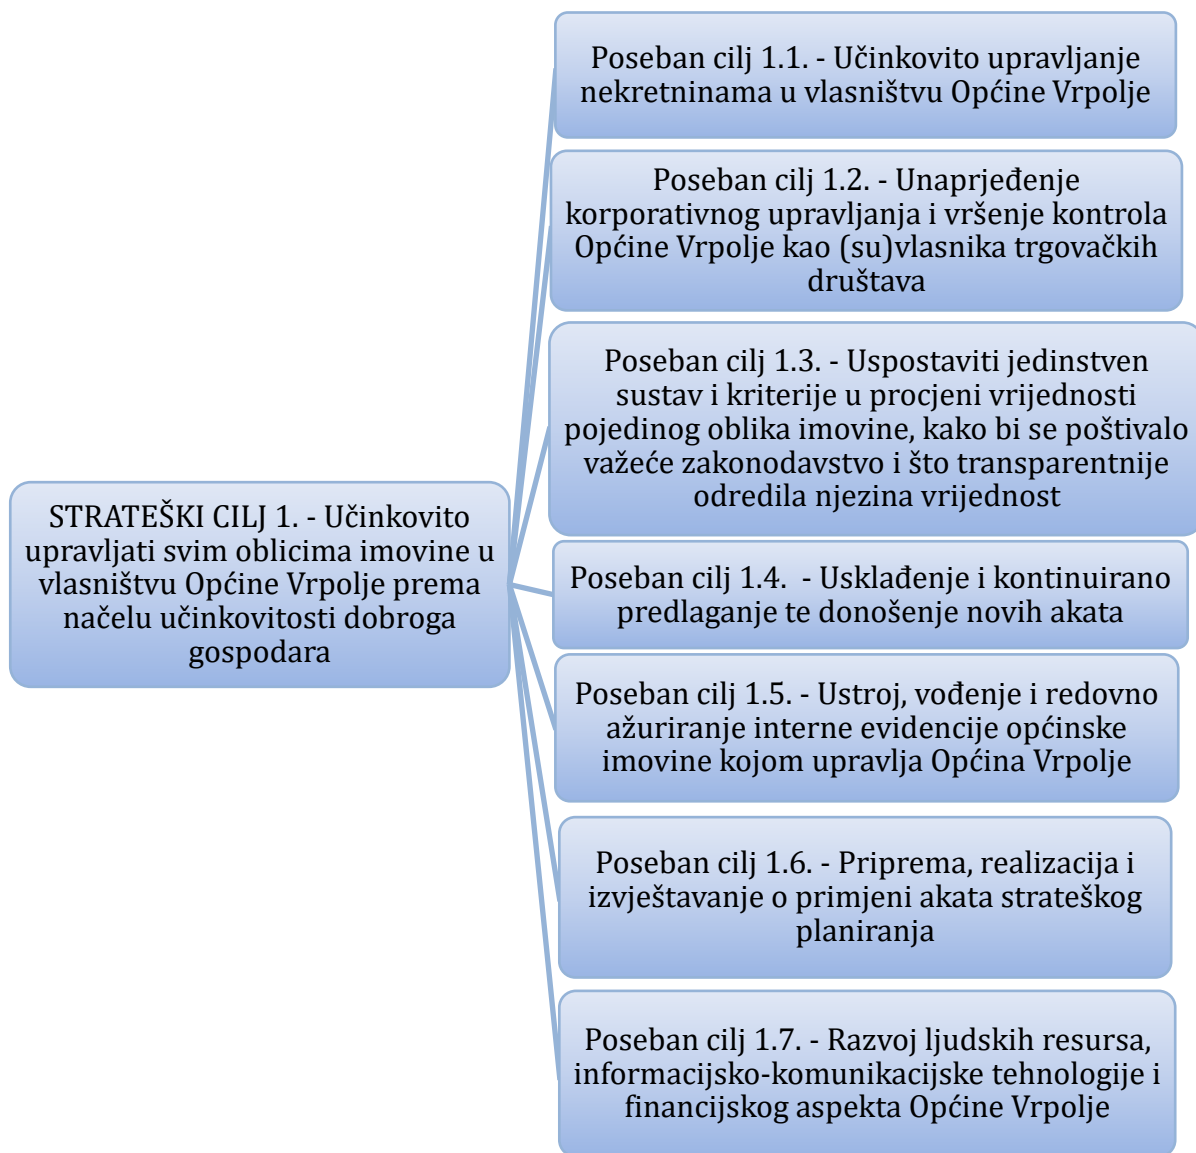 STRATEŠKI CILJ 1. - Učinkovito
upravljati svim oblicima imovine u
vlasništvu Općine Vrpolje prema
načelu učinkovitosti dobroga
gospodara
Poseban cilj 1.1. - Učinkovito upravljanje
nekretninama u vlasništvu Općine Vrpolje
Poseban cilj 1.2. - Unaprjeđenje
korporativnog upravljanja i vršenje kontrola
Općine Vrpolje kao (su)vlasnika trgovačkih
društava
Poseban cilj 1.3. - Uspostaviti jedinstven
sustav i kriterije u procjeni vrijednosti
pojedinog oblika imovine, kako bi se poštivalo
važeće zakonodavstvo i što transparentnije
odredila njezina vrijednost
Poseban cilj 1.4.  - Usklađenje i kontinuirano
predlaganje te donošenje novih akata
Poseban cilj 1.5. - Ustroj, vođenje i redovno
ažuriranje interne evidencije općinske
imovine kojom upravlja Općina Vrpolje
Poseban cilj 1.6. - Priprema, realizacija i
izvještavanje o primjeni akata strateškog
planiranja
Poseban cilj 1.7. - Razvoj ljudskih resursa,
informacijsko-komunikacijske tehnologije i
financijskog aspekta Općine Vrpolje